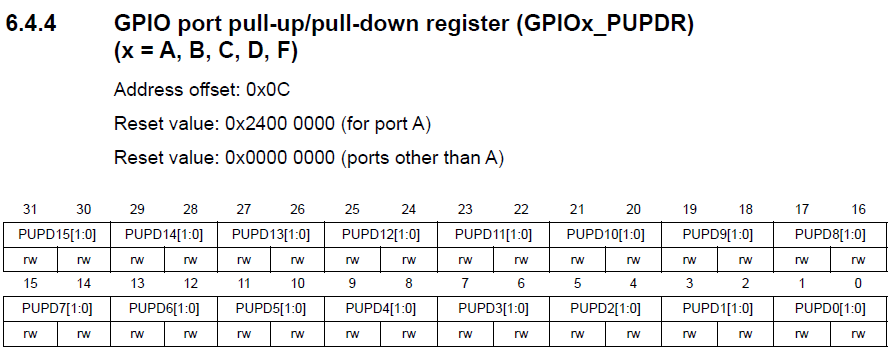 6.4.4 GPIO port pull-up/pull-down register (GPIOx_PUPDR)
(x = A, B, C, D, F)
Address offset: 0x0C
Reset value: 0x2400 0000 (for port A)
Reset value: 0x0000 0000 (ports other than A)
31 30 29 28 27 26 25 24 23 22 21 20 19 18 17 16
PUPD15[1:0] PUPD14[1:0] PUPD13[1:0] PUPD12[1:0] PUPD11[1:0] PUPD10[1:0] PUPD9[1:0] PUPD8[1:0]
rw rw rw rw rw rw rw rw rw rw rw rw rw rw rw rw
15 14 13 12 11 10 9 8 7 6 5 4 3 2 1 0
PUPD7[1:0] PUPD6[1:0] PUPD5[1:0] PUPD4[1:0] PUPD3[1:0] PUPD2[1:0] PUPD1[1:0] PUPD0[1:0]
rw rw rw rw rw rw rw rw rw rw rw rw rw rw rw rw